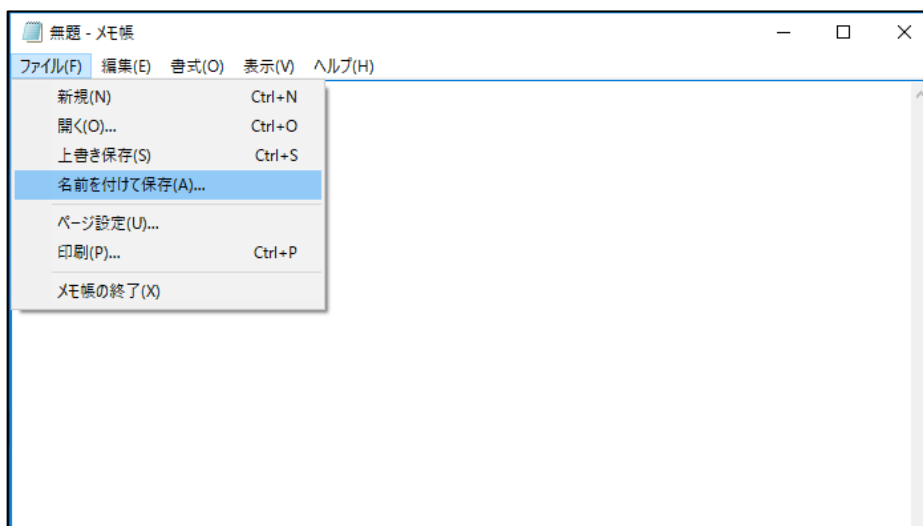 無題 - メモ帳
ファイル(F) 編集(E) 書式(O) 表示(V) ヘルプ(H)
新規(N) Ctrl+N
開く(O)... Ctrl+O
上書き保存(S) Ctrl+S
名前を付けて保存(A)...
ページ設定(U)...
印刷(P)... Ctrl+P
メモ帳の終了(X)